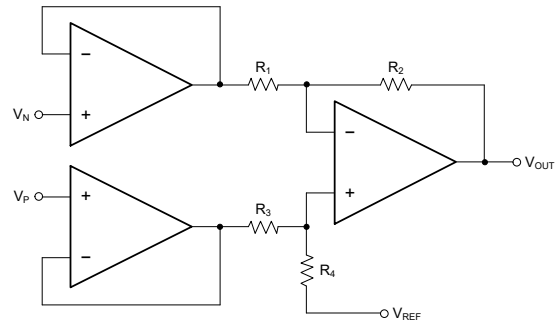 R1 R2
−
−
VN +
+ VOUT
VP +
R3
−
R4
VREF